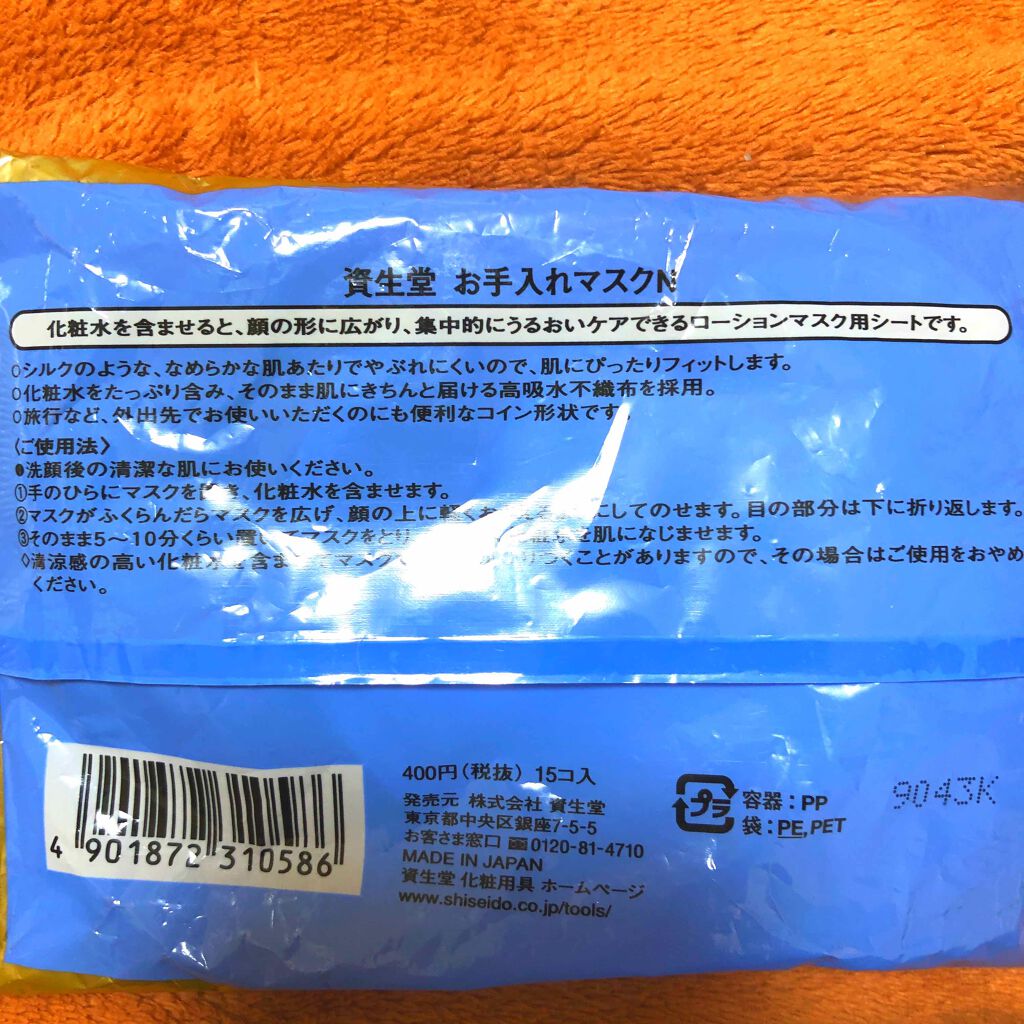 資生堂 お手入れマスクN
化粧水を含ませると、顔の形に広がり、集中的にうるおいケアできるローションマスク用シートです。
○シルクのような、なめらかな肌あたりでやぶれにくいので、肌にぴったりフィットします。
○化粧水をたっぷり含み、そのまま肌にきちんと届ける高吸水不織布を採用。
○旅行など、外出先でお使いいただくのにも便利なコイン形状です。
〈ご使用法〉
●洗顔後の清潔な肌にお使いください。
①手のひらにマスクを き、化粧水を含ませます。
②マスクがふくらんだらマスクを広げ、顔の上に軽く にしてのせます。目の部分は下に折り返します。
③そのまま5～10分くらい マスクをとり を肌になじませます。
◇清涼感の高い化粧水を含ま マスク つくことがありますので、その場合はご使用をおやめ
ください。
400円(税抜) 15コ入
発売元 株式会社 資生堂
東京都中央区銀座7-5-5
お客さま窓口 0120-81-4710
MADE IN JAPAN
資生堂 化粧用具 ホームページ
www.shiseido.co.jp/tools/
4 901872 310586
プラ
容器：PP
袋：PE,PET
9043K